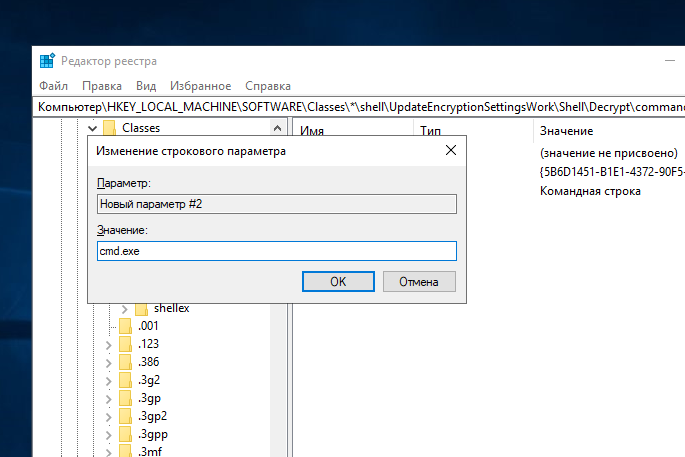 Редактор реестра
Файл Правка Вид Избранное Справка
Компьютер\HKEY_LOCAL_MACHINE\SOFTWARE\Classes\*\shell\UpdateEncryptionSettingsWork\Shell\Decrypt\comman
Classes
Имя Тип Значение
(значение не присвоено)
{5B6D1451-B1E1-4372-90F5-
Командная строка
Изменение строкового параметра
Параметр:
Новый параметр #2
Значение:
cmd.exe
OK Отмена
shellex
.001
.123
.386
.3g2
.3gp
.3gp2
.3gpp
.3mf